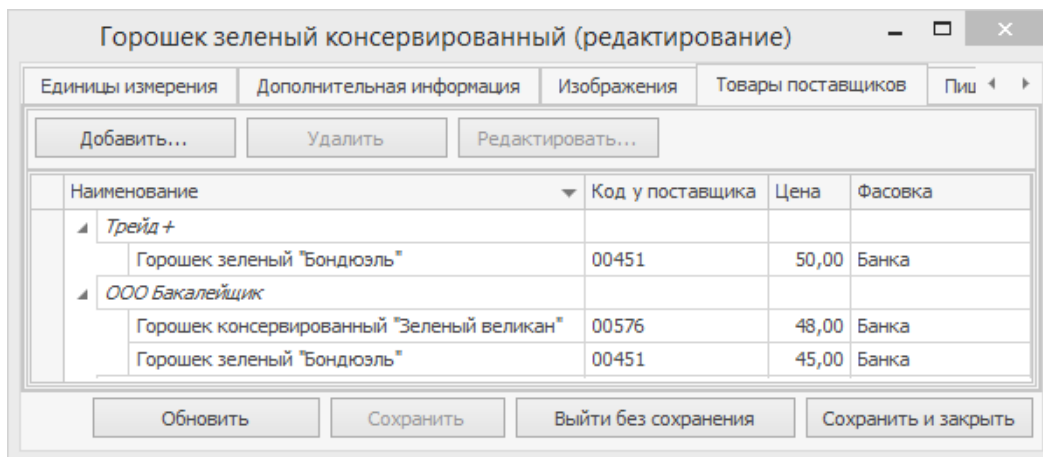 Горошек зеленый консервированный (редактирование)
Единицы измерения Дополнительная информация Изображения Товары поставщиков Пищ
Добавить... Удалить Редактировать...
Наименование Код у поставщика Цена Фасовка
Трейд+
Горошек зеленый "Бондюэль" 00451 50,00 Банка
ООО Бакалейщик
Горошек консервированный "Зеленый великан" 00576 48,00 Банка
Горошек зеленый "Бондюэль" 00451 45,00 Банка
Обновить Сохранить Выйти без сохранения Сохранить и закрыть